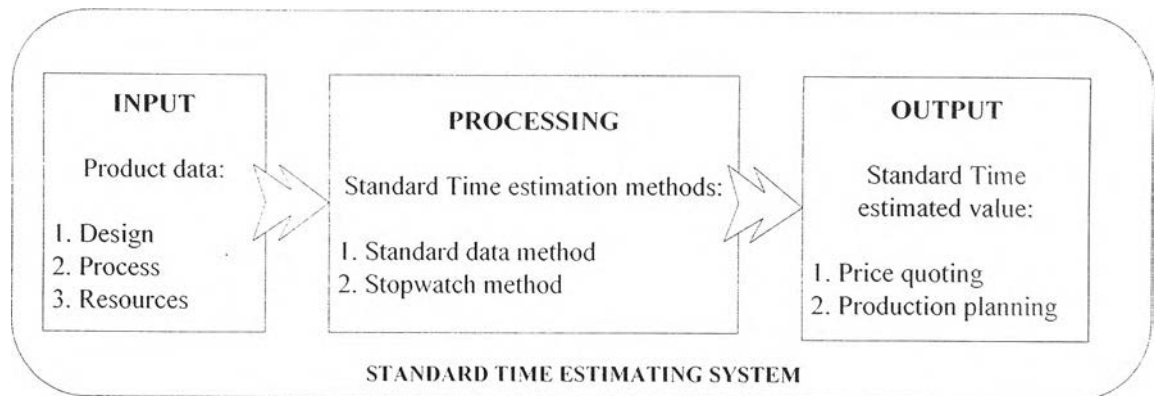 INPUT
Product data:
1. Design
2. Process
3. Resources
PROCESSING
Standard Time estimation methods:
1. Standard data method
2. Stopwatch method
OUTPUT
Standard Time
estimated value:
1. Price quoting
2. Production planning
STANDARD TIME ESTIMATING SYSTEM